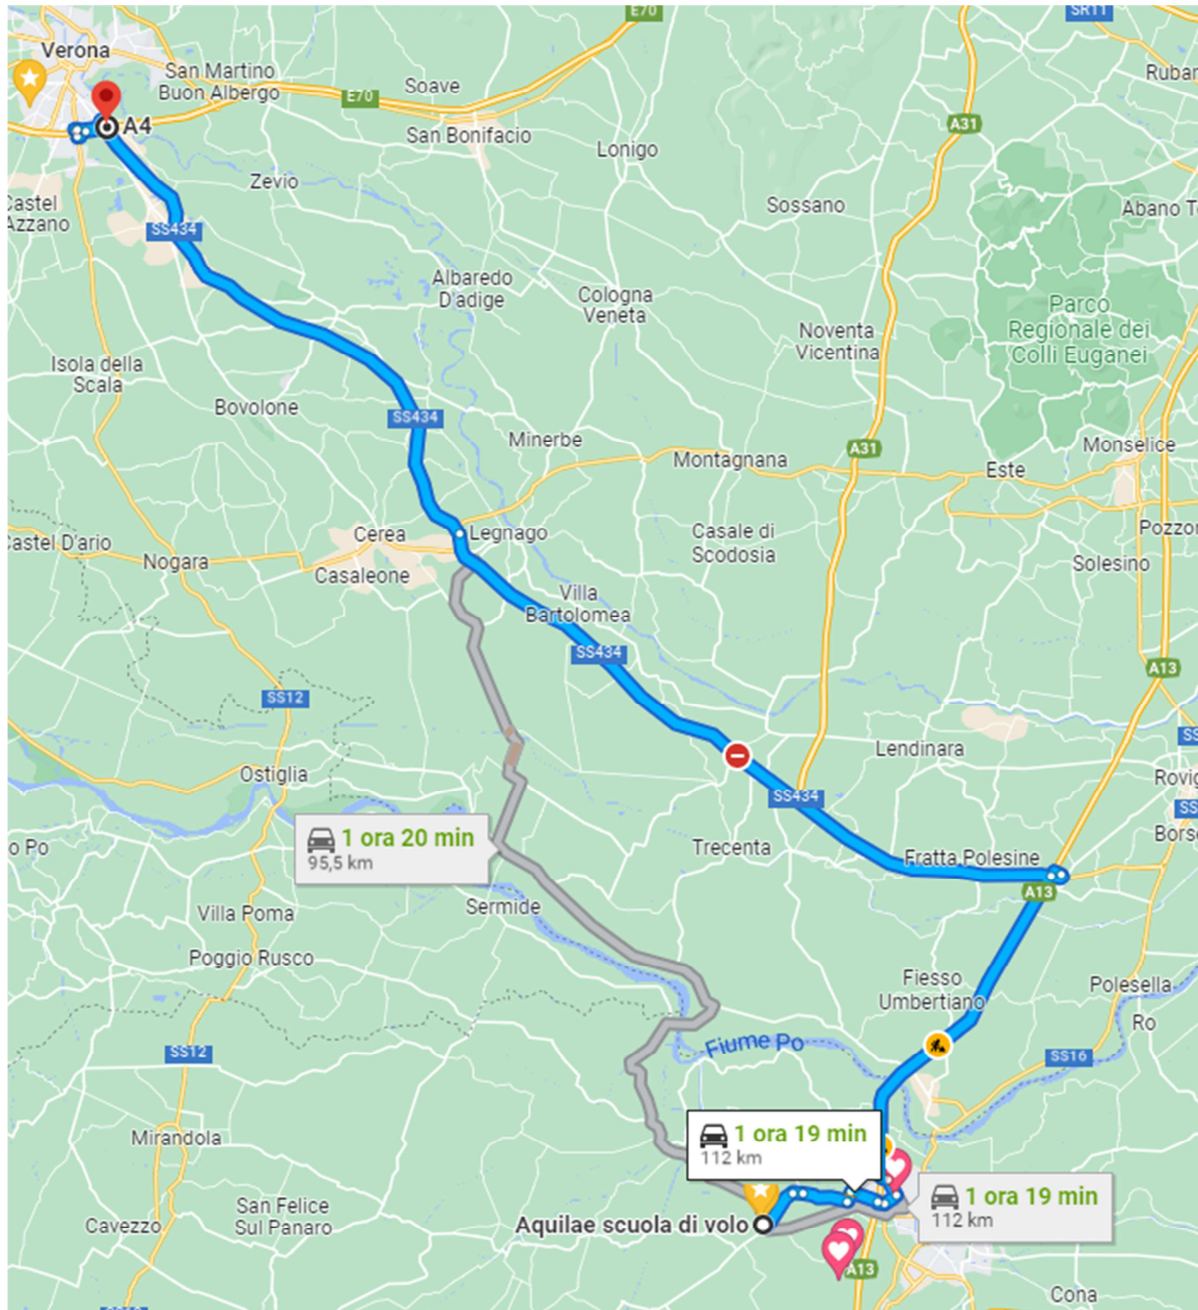 E70
SR11
Verona
San Martino
Buon Albergo
Soave
Ruba
E70
A4
San Bonifacio
A31
Lonigo
Zevio
Castel
Azzano
Sossano
Abano T
SS434
Albaredo
D'adige
Cologna
Veneta
Parco
Regionale dei
Colli Euganei
Noventa
Vicentina
Isola della
Scala
Bovolone
SS434
Minerbe
Monselice
Montagnana
A31
Este
Cerea
Legnago
Casale di
Scodosia
Pozzo
Castel D'ario
Nogara
Casaleone
Solesino
Villa
Bartolomea
SS434
A13
SS12
Lendinara
SS
Ostiglia
Rovig
SS434
SS
Bors
1 ora 20 min
95,5 km
o Po
Trecenta
Fratta Polesine
A13
Sermide
Villa Poma
Poggio Rusco
Fiesso
Umbertiano
Polesella
Ro
Fiume Po
SS12
SS16
Mirandola
1 ora 19 min
112 km
San Felice
Sul Panaro
Cavezzo
Aquilae scuola di volo
1 ora 19 min
112 km
A13
Cona